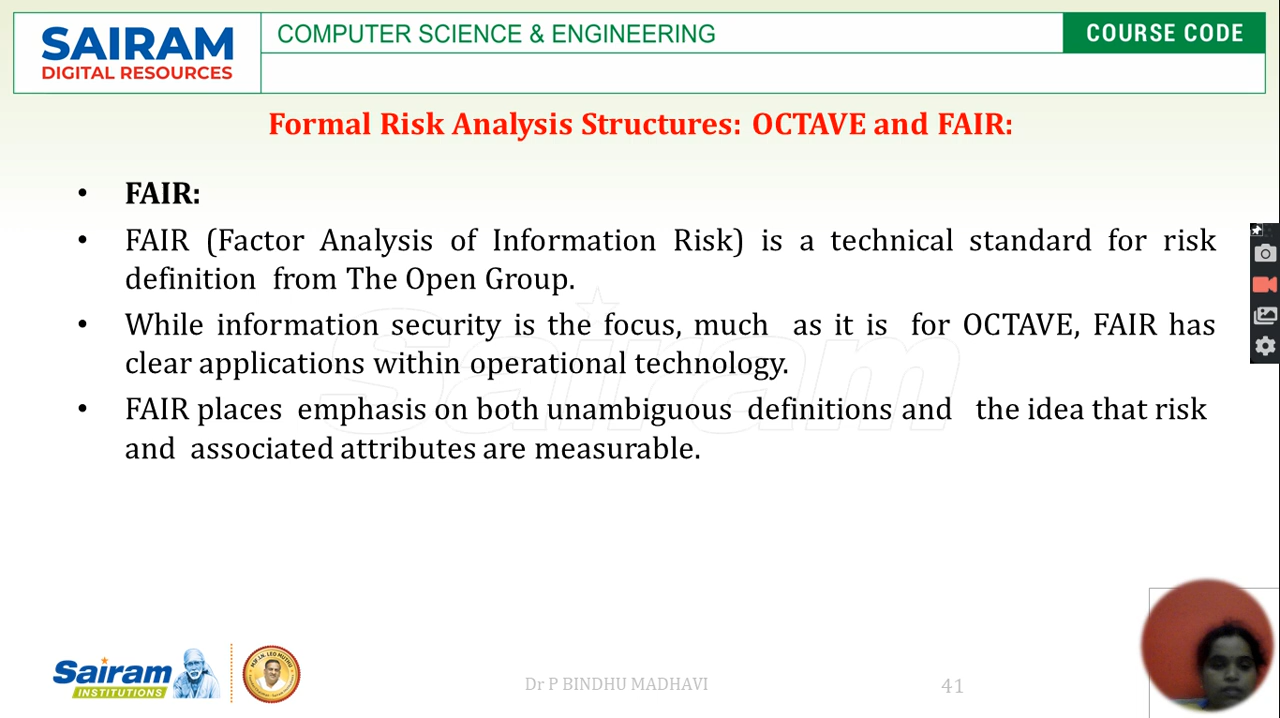 SAIRAM
DIGITAL RESOURCES
COMPUTER SCIENCE & ENGINEERING
COURSE CODE
Formal Risk Analysis Structures: OCTAVE and FAIR:
• FAIR:
• FAIR (Factor Analysis of Information Risk) is a technical standard for risk
definition from The Open Group.
• While information security is the focus, much as it is for OCTAVE, FAIR has
clear applications within operational technology.
• FAIR places emphasis on both unambiguous definitions and the idea that risk
and associated attributes are measurable.
Sairam
Sairam
INSTITUTIONS
Dr P BINDHU MADHAVI
41